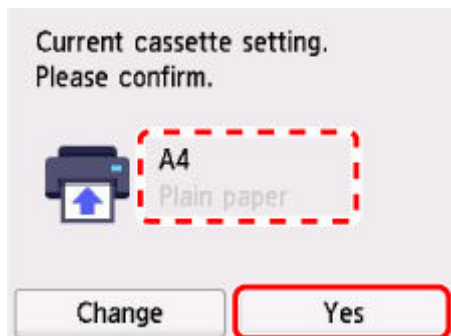 Current cassette setting.
Please confirm.
A4
Plain paper
Change
Yes